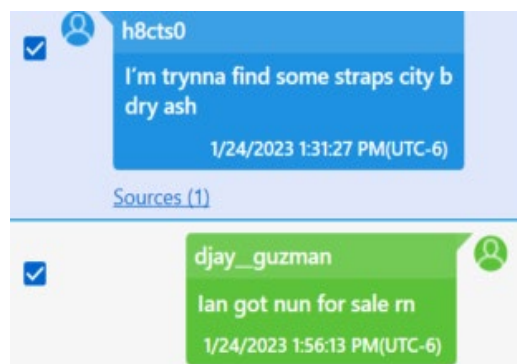 h8cts0
I'm trynna find some straps city b
dry ash
1/24/2023 1:31:27 PM(UTC-6)
Sources (1)
djay__guzman
Ian got nun for sale rn
1/24/2023 1:56:13 PM(UTC-6)